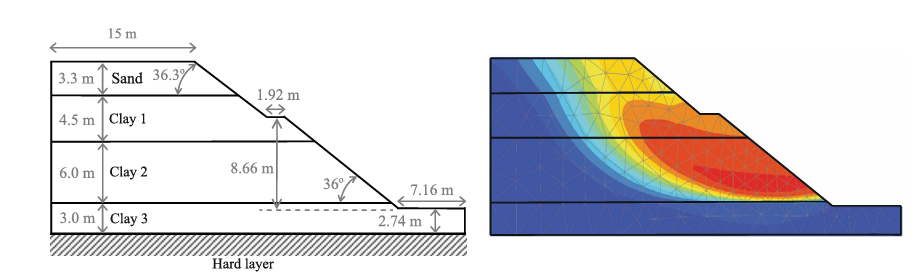 15 m
3.3 m Sand 36.3°
1.92 m
4.5 m Clay 1
6.0 m Clay 2 8.66 m 36°
7.16 m
3.0 m Clay 3 2.74 m
Hard layer